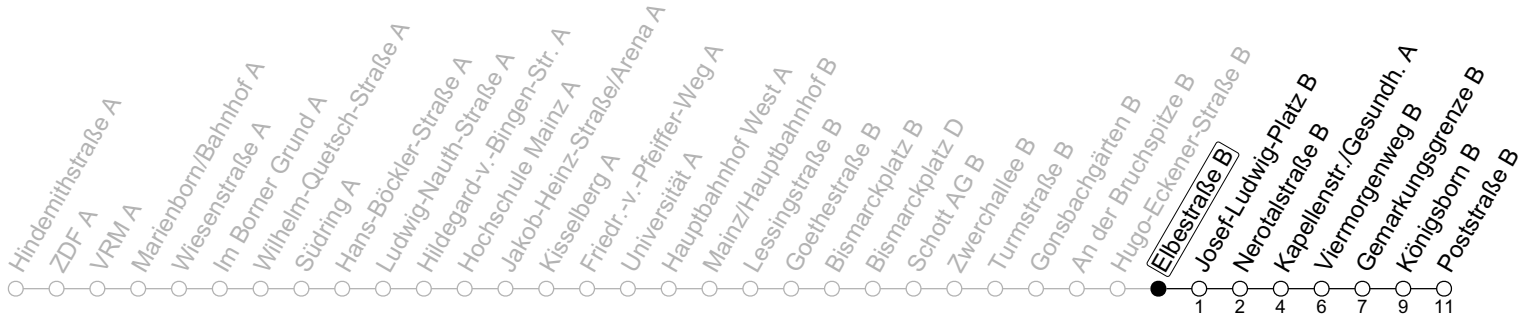 Hindemithstraße A
ZDF A
VRM A
Marienborn/Bahnhof A
Wiesenstraße A
Im Borner Grund A
Wilhelm-Quetsch-Straße A
Südring A
Hans-Böckler-Straße A
Ludwig-Nauth-Straße A
Hildegard-v.-Bingen-Str. A
Hochschule Mainz A
Jakob-Heinz-Straße/Arena A
Kisselberg A
Friedr.-v.-Pfeiffer-Weg A
Universität A
Hauptbahnhof West A
Mainz/Hauptbahnhof B
Lessingstraße B
Goethestraße B
Bismarckplatz B
Bismarckplatz D
Schott AG B
Zwerchallee B
Turmstraße B
Gonsbachgärten B
An der Bruchspitze B
Hugo-Eckener-Straße B
Elbestraße B
Josef-Ludwig-Platz B
Nerotalstraße B
Kapellenstr./Gesundh. A
Viermorgenweg B
Gemarkungsgrenze B
Königsborn B
Poststraße B
1 2 4 6 7 9 11